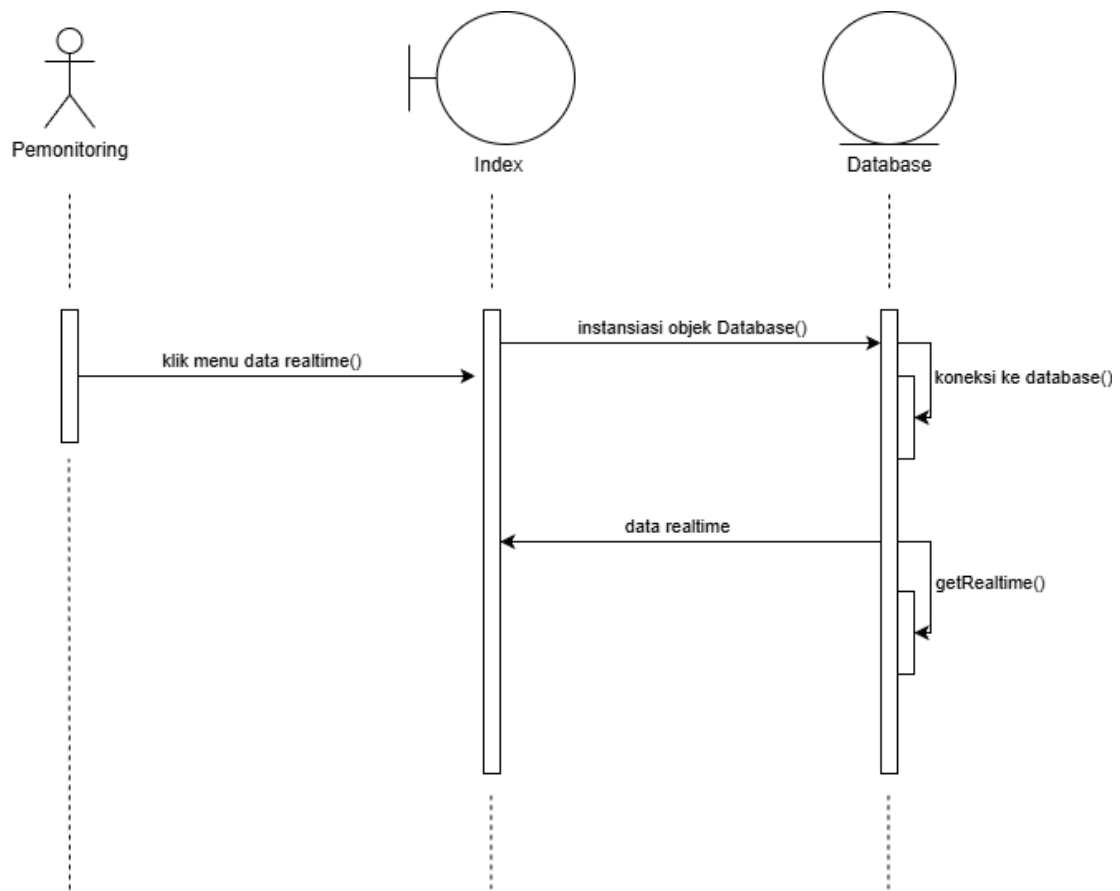 Pemonitoring
Index
Database
instansiasi objek Database()
klik menu data realtime()
koneksi ke database()
data realtime
getRealtime()